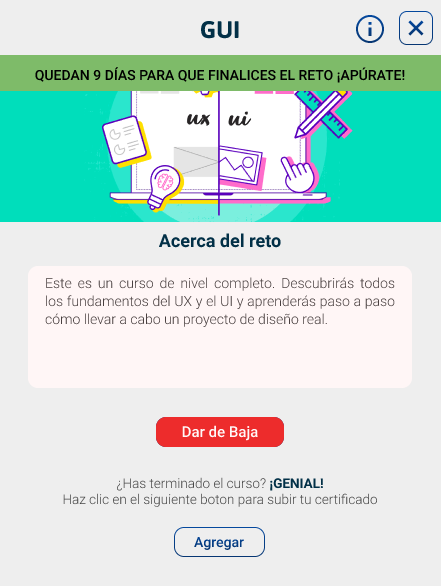 GUI
i
QUEDAN 9 DÍAS PARA QUE FINALICES EL RETO ¡APÚRATE!
ux ui
Acerca del reto
Este es un curso de nivel completo. Descubrirás todos
los fundamentos del UX y el UI y aprenderás paso a paso
cómo llevar a cabo un proyecto de diseño real.
Dar de Baja
¿Has terminado el curso? ¡GENIAL!
Haz clic en el siguiente boton para subir tu certificado
Agregar